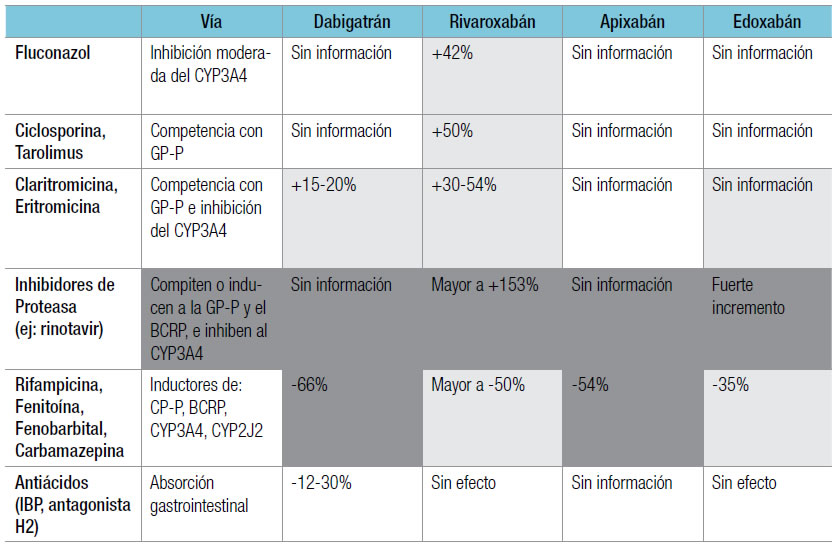 Vía Dabigatrán Rivaroxabán Apixabán Edoxabán
Fluconazol Inhibición modera- Sin información +42% Sin información Sin información
da del CYP3A4
Ciclosporina, Competencia con Sin información +50% Sin información Sin información
Tarolimus GP-P
Claritromicina, Competencia con +15-20% +30-54% Sin información Sin información
Eritromicina GP-P e inhibición
del CYP3A4
Inhibidores de Compiten o indu- Sin información Mayor a +153% Sin información Fuerte
Proteasa cen a la GP-P y el incremento
(ej: rinotavir) BCRP, e inhiben al
CYP3A4
Rifampicina, Inductores de: -66% Mayor a -50% -54% -35%
Fenitoína, CP-P, BCRP,
Fenobarbital, CYP3A4, CYP2J2
Carbamazepina
Antiácidos Absorción -12-30% Sin efecto Sin información Sin efecto
(IBP, antagonista gastrointestinal
H2)